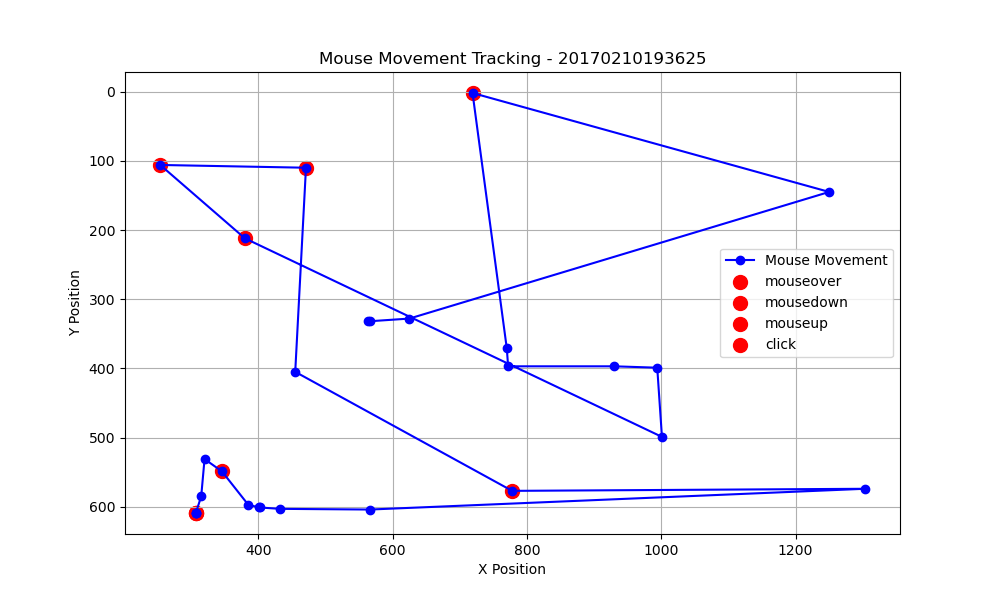 Mouse Movement Tracking - 20170210193625
0
100
200
300
400
500
600
Y Position
Mouse Movement
mouseover
mousedown
mouseup
click
400
600
800
1000
1200
X Position